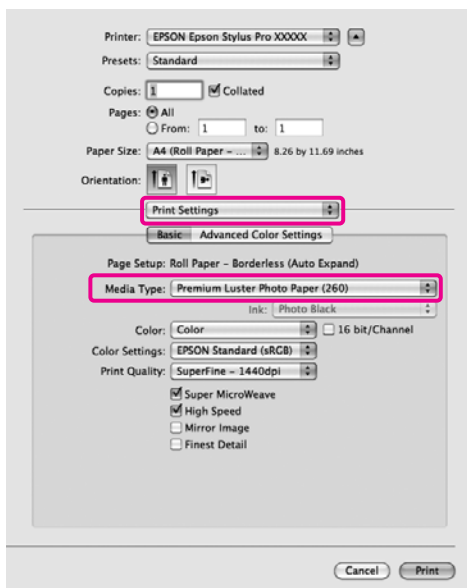 Printer: EPSON Epson Stylus Pro XXXXX
Presets: Standard
Copies: 1 Collated
Pages: All
From: 1 to: 1
Paper Size: A4 (Roll Paper - ... 8.26 by 11.69 inches
Orientation:
Print Settings
Basic Advanced Color Settings
Page Setup: Roll Paper - Borderless (Auto Expand)
Media Type: Premium Luster Photo Paper (260)
Ink: Photo Black
Color: Color 16 bit/Channel
Color Settings: EPSON Standard (sRGB)
Print Quality: SuperFine - 1440dpi
Super MicroWeave
High Speed
Mirror Image
Finest Detail
Cancel Print